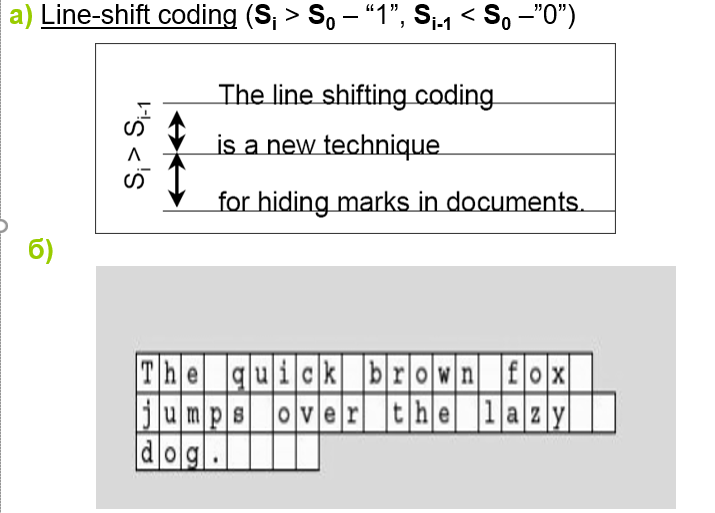 а) Line-shift coding (Si > S0 – “1”, Si-1 < S0 –”0”)
Si > Si-1
The line shifting coding
is a new technique
for hiding marks in documents.
б)
The quick brown fox
jumps over the lazy
dog.